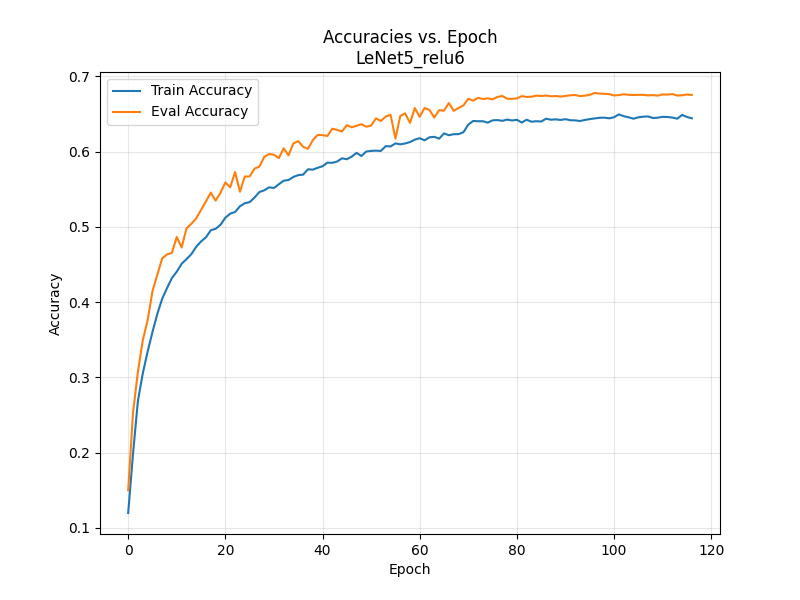 Accuracies vs. Epoch
LeNet5_relu6
Train Accuracy
Eval Accuracy
0.7
0.6
0.5
0.4
0.3
0.2
0.1
Accuracy
0 20 40 60 80 100 120
Epoch